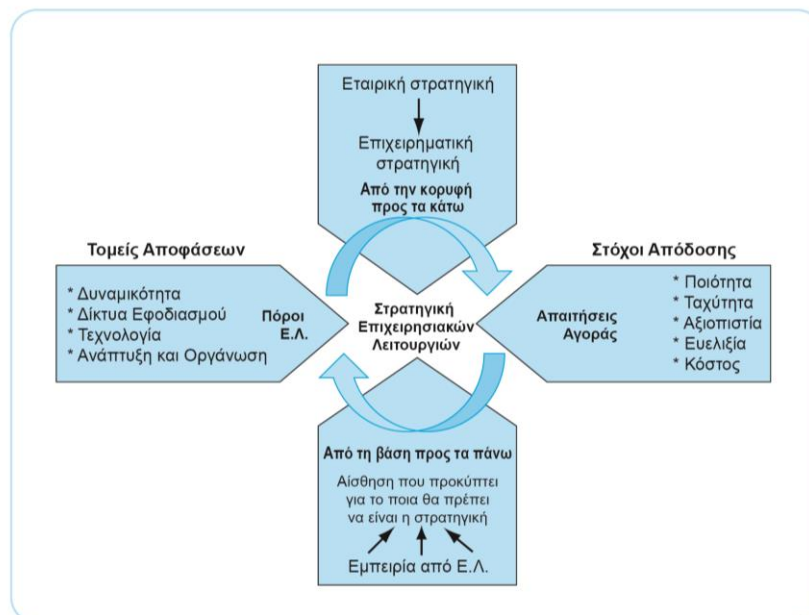 Εταιρική στρατηγική
Επιχειρηματική
στρατηγική
Από την κορυφή
προς τα κάτω
Τομείς Αποφάσεων
* Δυναμικότητα
* Δίκτυα Εφοδιασμού
* Τεχνολογία
* Ανάπτυξη και Οργάνωση
Πόροι
Ε.Λ.
Στρατηγική
Επιχειρησιακών
Λειτουργιών
Στόχοι Απόδοσης
Απαιτήσεις
Αγοράς
* Ποιότητα
* Ταχύτητα
* Αξιοπιστία
* Ευελιξία
* Κόστος
Από τη βάση προς τα πάνω
Αίσθηση που προκύπτει
για το ποια θα πρέπει
να είναι η στρατηγική
Εμπειρία από Ε.Λ.